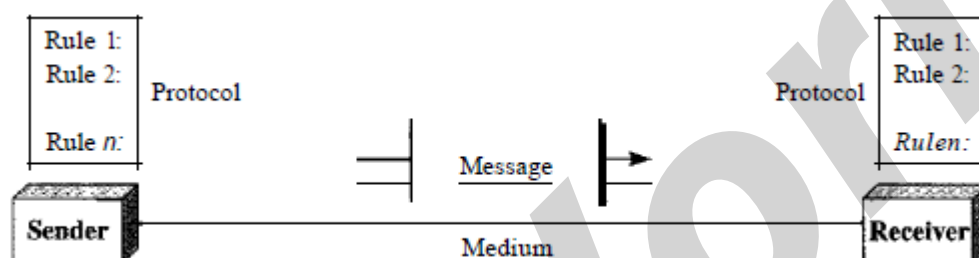 Rule 1:
Rule 2:
Rule n:
Protocol
Message
Protocol
Rule 1:
Rule 2:
Rulen:
Sender
Medium
Receiver